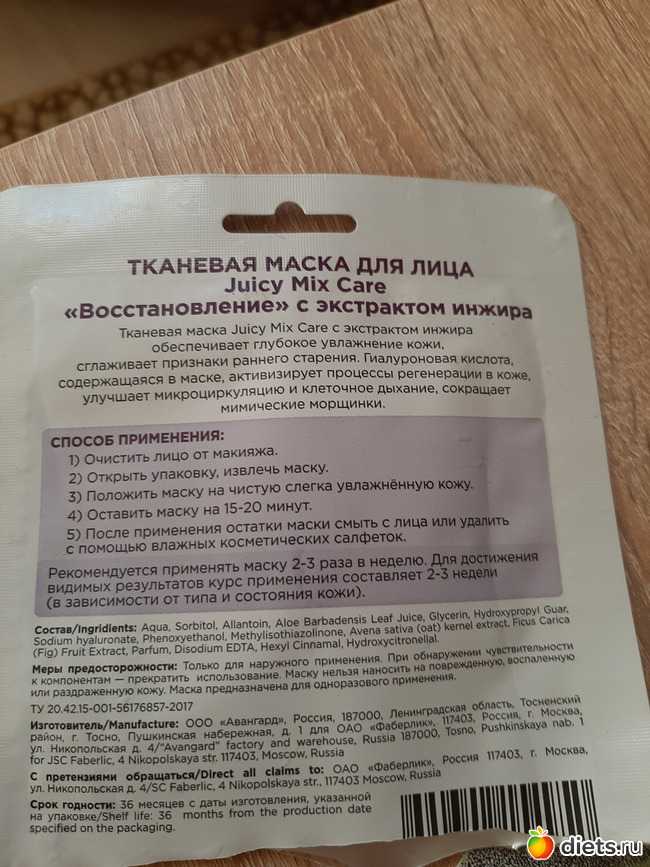 ТКАНЕВАЯ МАСКА ДЛЯ ЛИЦА
Juicy Mix Care
«Восстановление» с экстрактом инжира
Тканевая маска Juicy Mix Care с экстрактом инжира
обеспечивает глубокое увлажнение кожи,
сглаживает признаки раннего старения. Гиалуроновая кислота,
содержащаяся в маске, активизирует процессы регенерации в коже,
улучшает микроциркуляцию и клеточное дыхание, сокращает
мимические морщинки.
СПОСОБ ПРИМЕНЕНИЯ:
1) Очистить лицо от макияжа.
2) Открыть упаковку, извлечь маску.
3) Положить маску на чистую слегка увлажнённую кожу.
4) Оставить маску на 15-20 минут.
5) После применения остатки маски смыть с лица или удалить
с помощью влажных косметических салфеток.
Рекомендуется применять маску 2-3 раза в неделю. Для достижения
видимых результатов курс применения составляет 2-3 недели
(в зависимости от типа и состояния кожи).
Состав/Ingridients: Aqua, Sorbitol, Allantoin, Aloe Barbadensis Leaf Juice, Glycerin, Hydroxypropyl Guar,
Sodium hyaluronate, Phenoxyethanol, Methylisothiazolinone, Avena sativa (oat) kernel extract, Ficus Carica
(Fig) Fruit Extract, Parfum, Disodium EDTA, Hexyl Cinnamal, Hydroxycitronellal.
Меры предосторожности: Только для наружного применения. При обнаружении чувствительности
к компонентам — прекратить использование. Маску нельзя наносить на поврежденную, воспаленную
или раздраженную кожу. Маска предназначена для одноразового применения.
ТУ 20.42.15-001-56176857-2017
Изготовитель/Manufacture: ООО «Авангард», Россия, 187000, Ленинградская область, Тосненский
район, г. Тосно, Пушкинская набережная, д. 1 для ОАО «Фаберлик», 117403, Россия, г. Москва,
ул. Никопольская д. 4/"Avangard" factory and warehouse, Russia 187000, Tosno, Pushkinskaya nab. 1
for JSC Faberlic, 4 Nikopolskaya str., 117403, Moscow, Russia
С претензиями обращаться/Direct all claims to: ОАО «Фаберлик», Россия 117403, г. Москва,
ул. Никопольская д. 4/SC Faberlic, 4 Nikopolskaya str., 117403 Moscow, Russia
Срок годности: 36 месяцев с даты изготовления, указанной
на упаковке/Shelf life: 36 months from the production date
specified on the packaging.
diets.ru